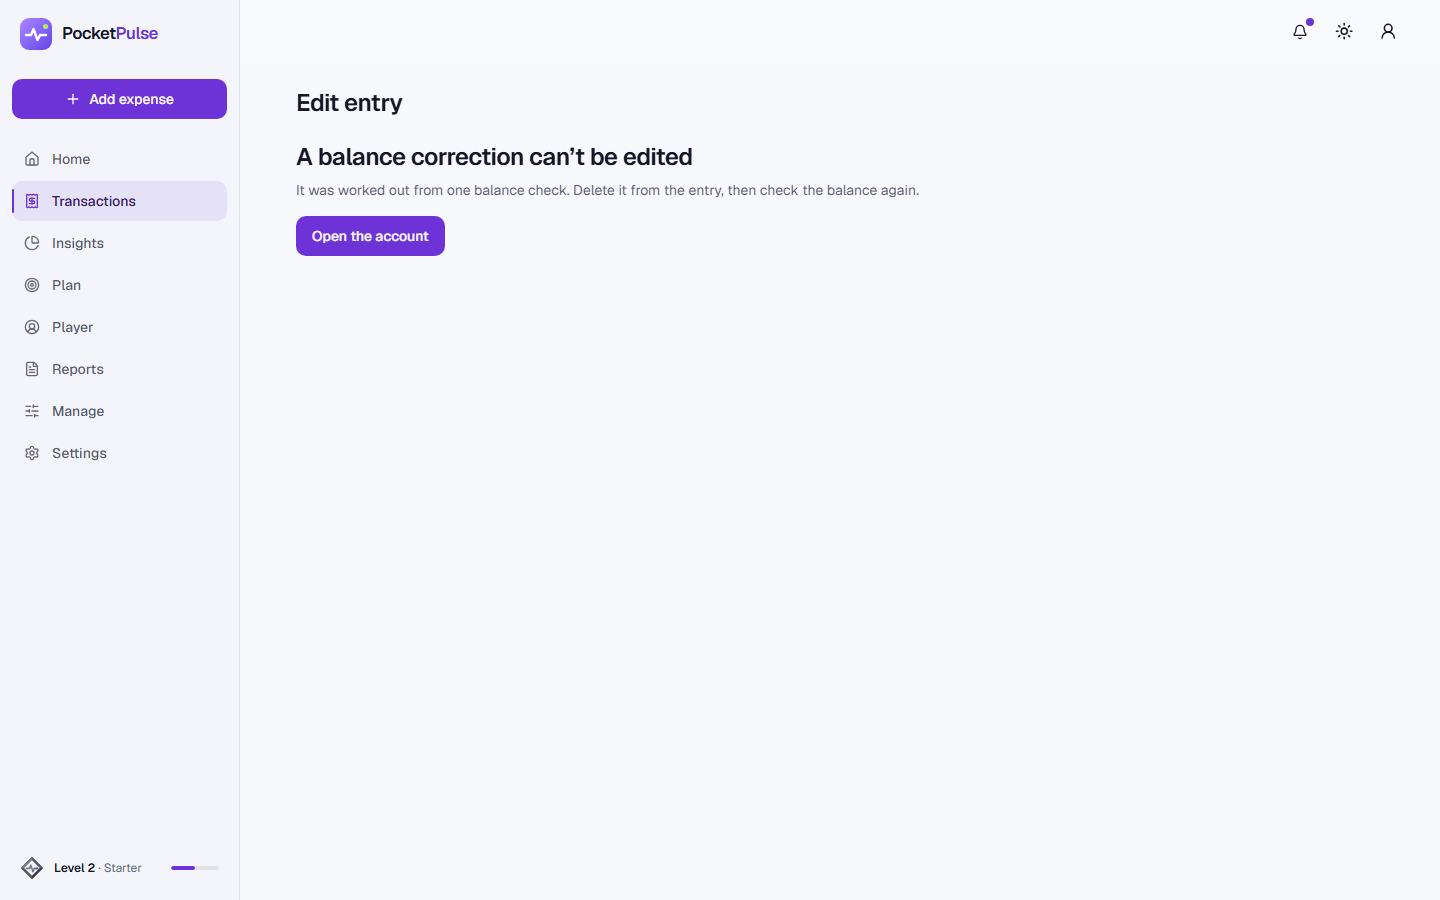 PocketPulse
Add expense
Home
Transactions
Insights
Plan
Player
Reports
Manage
Settings
Level 2 · Starter
Edit entry
A balance correction can’t be edited
It was worked out from one balance check. Delete it from the entry, then check the balance again.
Open the account